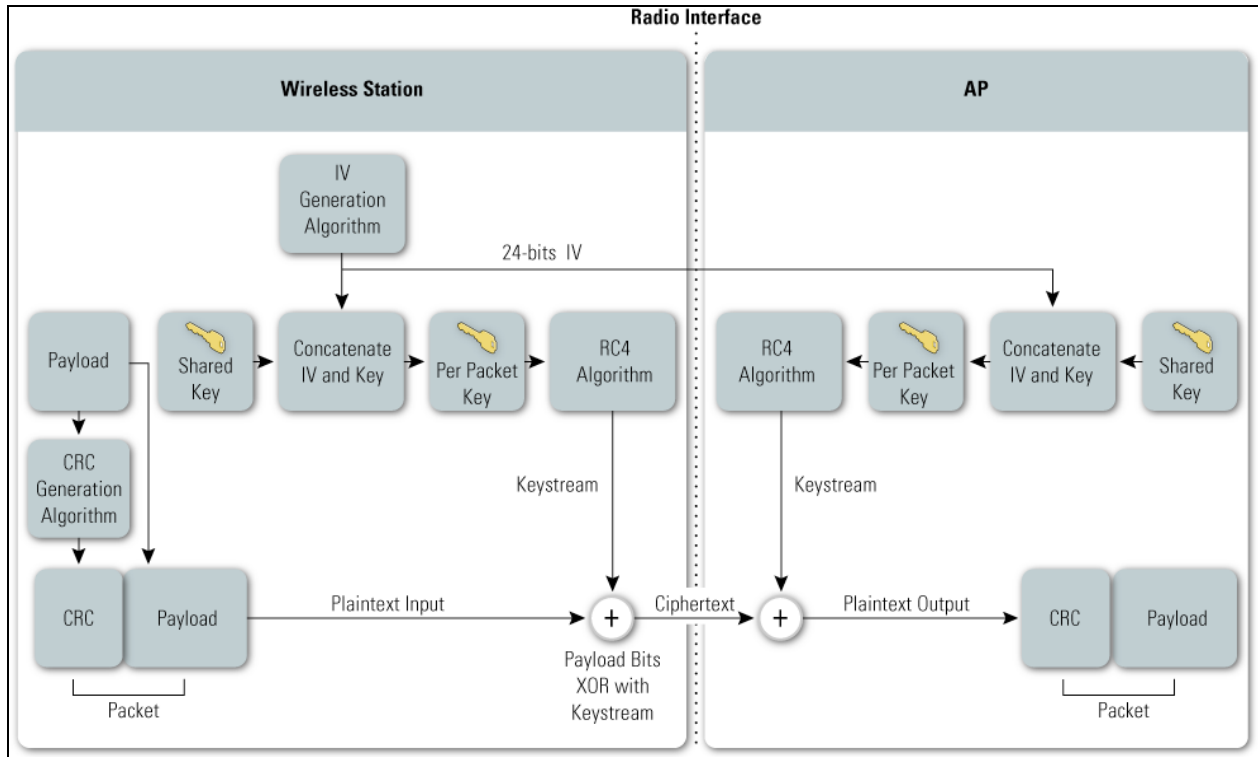 Radio Interface
Wireless Station
AP
IV
Generation
Algorithm
24-bits IV
Payload
Shared
Key
Concatenate
IV and Key
Per Packet
Key
RC4
Algorithm
RC4
Algorithm
Per Packet
Key
Concatenate
IV and Key
Shared
Key
CRC
Generation
Algorithm
Keystream
Keystream
CRC
Payload
Plaintext Input
+
Ciphertext
+
Plaintext Output
CRC
Payload
Payload Bits
XOR with
Keystream
Packet
Packet